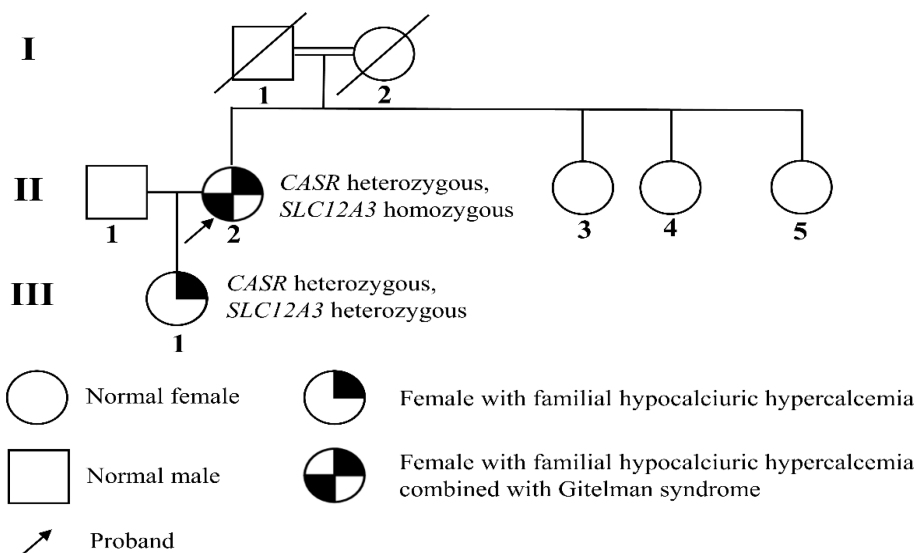 I
1 2
II
CASR heterozygous,
SLC12A3 homozygous
1 2 3 4 5
III
CASR heterozygous,
SLC12A3 heterozygous
1
Normal female
Female with familial hypocalciuric hypercalcemia
Normal male
Female with familial hypocalciuric hypercalcemia
combined with Gitelman syndrome
Proband